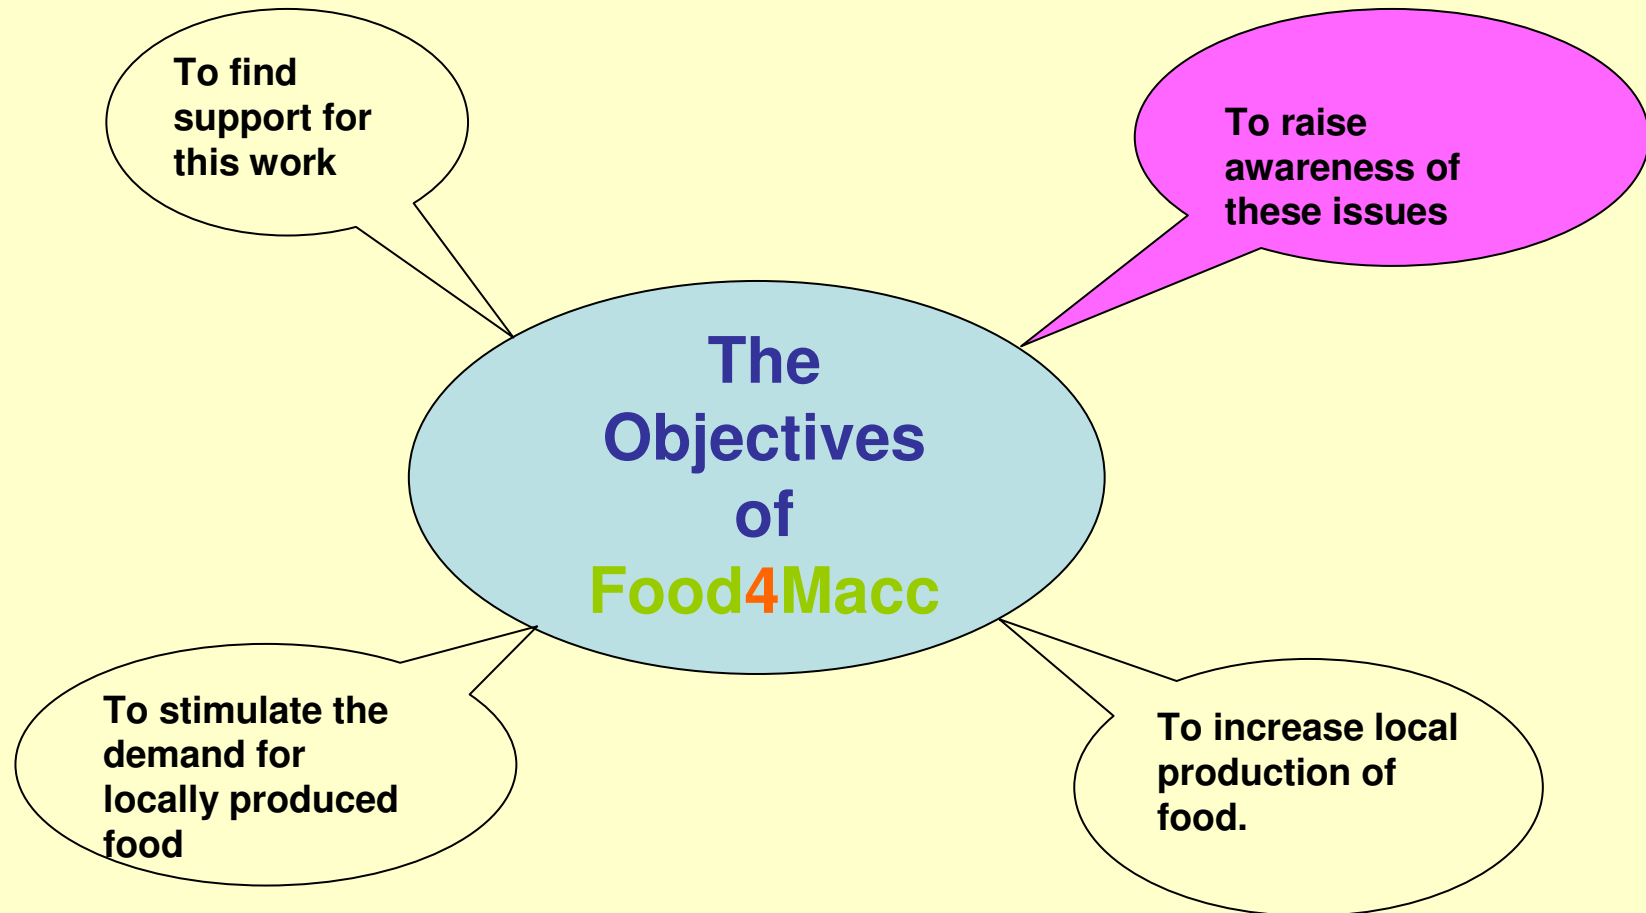 To find
support for
this work
To raise
awareness of
these issues
The
Objectives
of
Food4Macc
To stimulate the
demand for
locally produced
food
To increase local
production of
food.